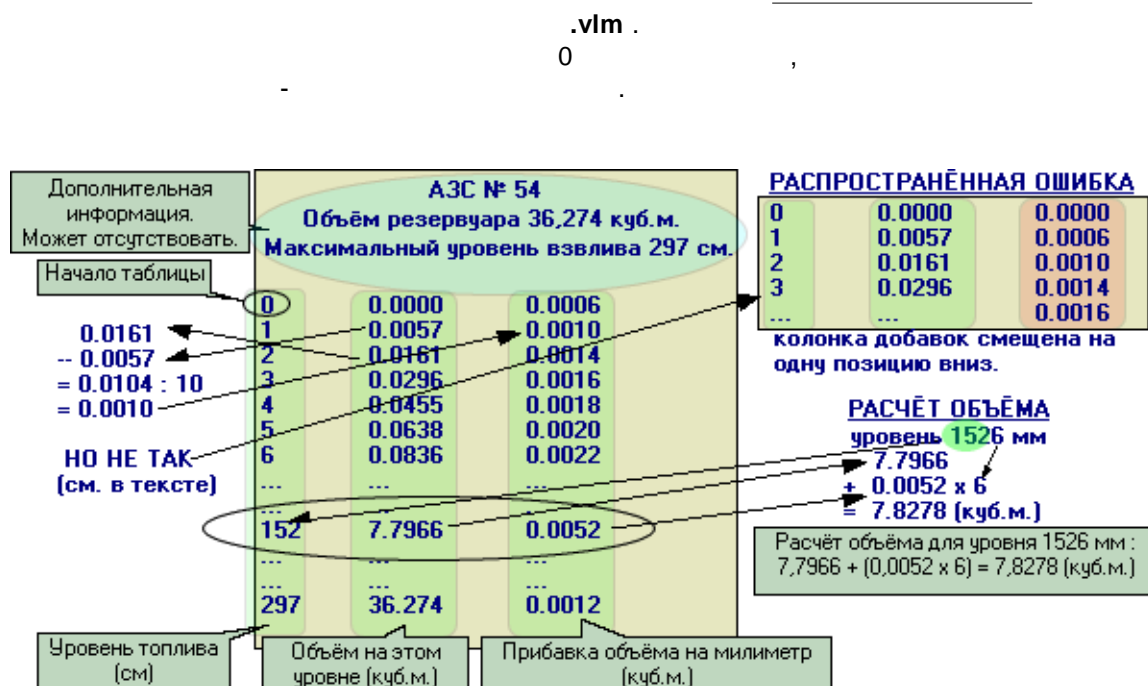 .vlm .
0 ,
- .
Дополнительная
информация.
Может отсутствовать.
Начало таблицы
АЗС № 54
Объём резервуара 36,274 куб.м.
Максимальный уровень взвлива 297 см.
0 0.0000 0.0006
1 0.0057 0.0010
2 0.0161 0.0014
3 0.0296 0.0016
4 0.0455 0.0018
5 0.0638 0.0020
6 0.0836 0.0022
... ... ...
... ... ...
152 7.7966 0.0052
... ... ...
... ... ...
297 36.274 0.0012
0.0161
-- 0.0057
= 0.0104 : 10
= 0.0010
НО НЕ ТАК
(см. в тексте)
РАСПРОСТРАНЁННАЯ ОШИБКА
0 0.0000 0.0000
1 0.0057 0.0006
2 0.0161 0.0010
3 0.0296 0.0014
... ... 0.0016
колонка добавок смещена на
одну позицию вниз.
РАСЧЁТ ОБЪЁМА
уровень 1526 мм
7.7966
+ 0.0052 x 6
= 7.8278 (куб.м.)
Расчёт объёма для уровня 1526 мм :
7,7966 + (0,0052 x 6) = 7,8278 (куб.м.)
Уровень топлива
(см)
Объём на этом
уровне (куб.м.)
Прибавка объёма на милиметр
(куб.м.)